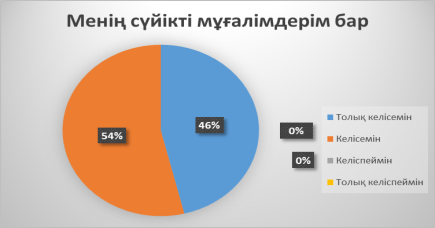 Менің сүйікті мұғалімдерім бар
46%
54%
0%
0%
Толық келісемін
Келісемін
Келіспеймін
Толық келіспеймін